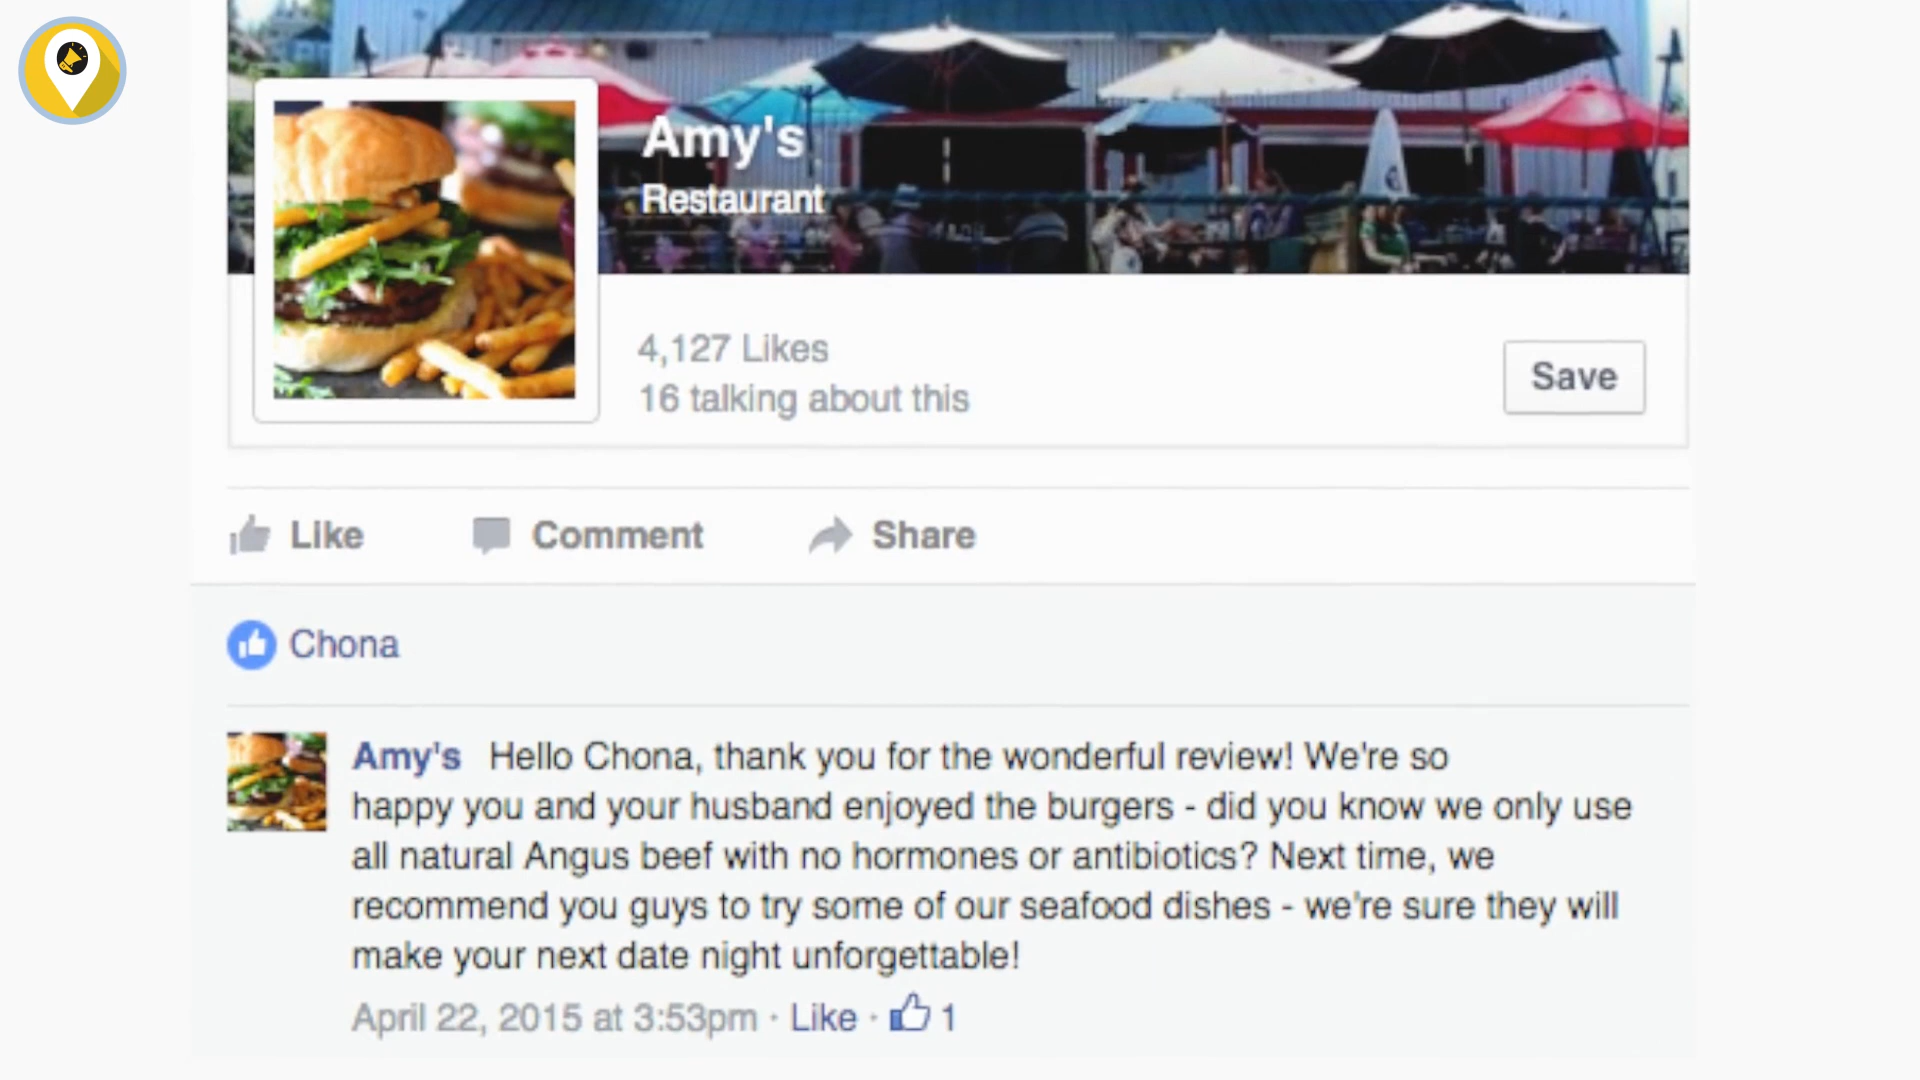 Amy's
Restaurant
4,127 Likes
16 talking about this
Save
Like
Comment
Share
Chona
Amy's Hello Chona, thank you for the wonderful review! We're so
happy you and your husband enjoyed the burgers - did you know we only use
all natural Angus beef with no hormones or antibiotics? Next time, we
recommend you guys to try some of our seafood dishes - we're sure they will
make your next date night unforgettable!
April 22, 2015 at 3:53pm · Like · 1